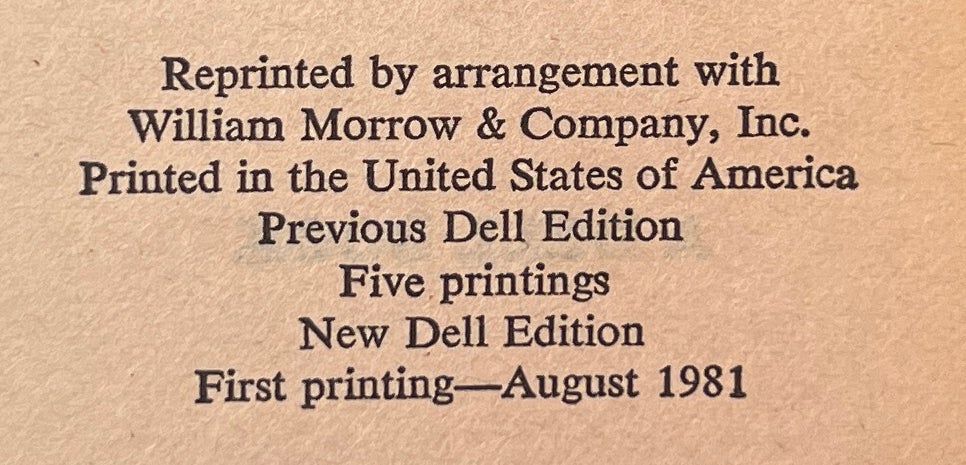 Reprinted by arrangement with
William Morrow & Company, Inc.
Printed in the United States of America
Previous Dell Edition
Five printings
New Dell Edition
First printing—August 1981